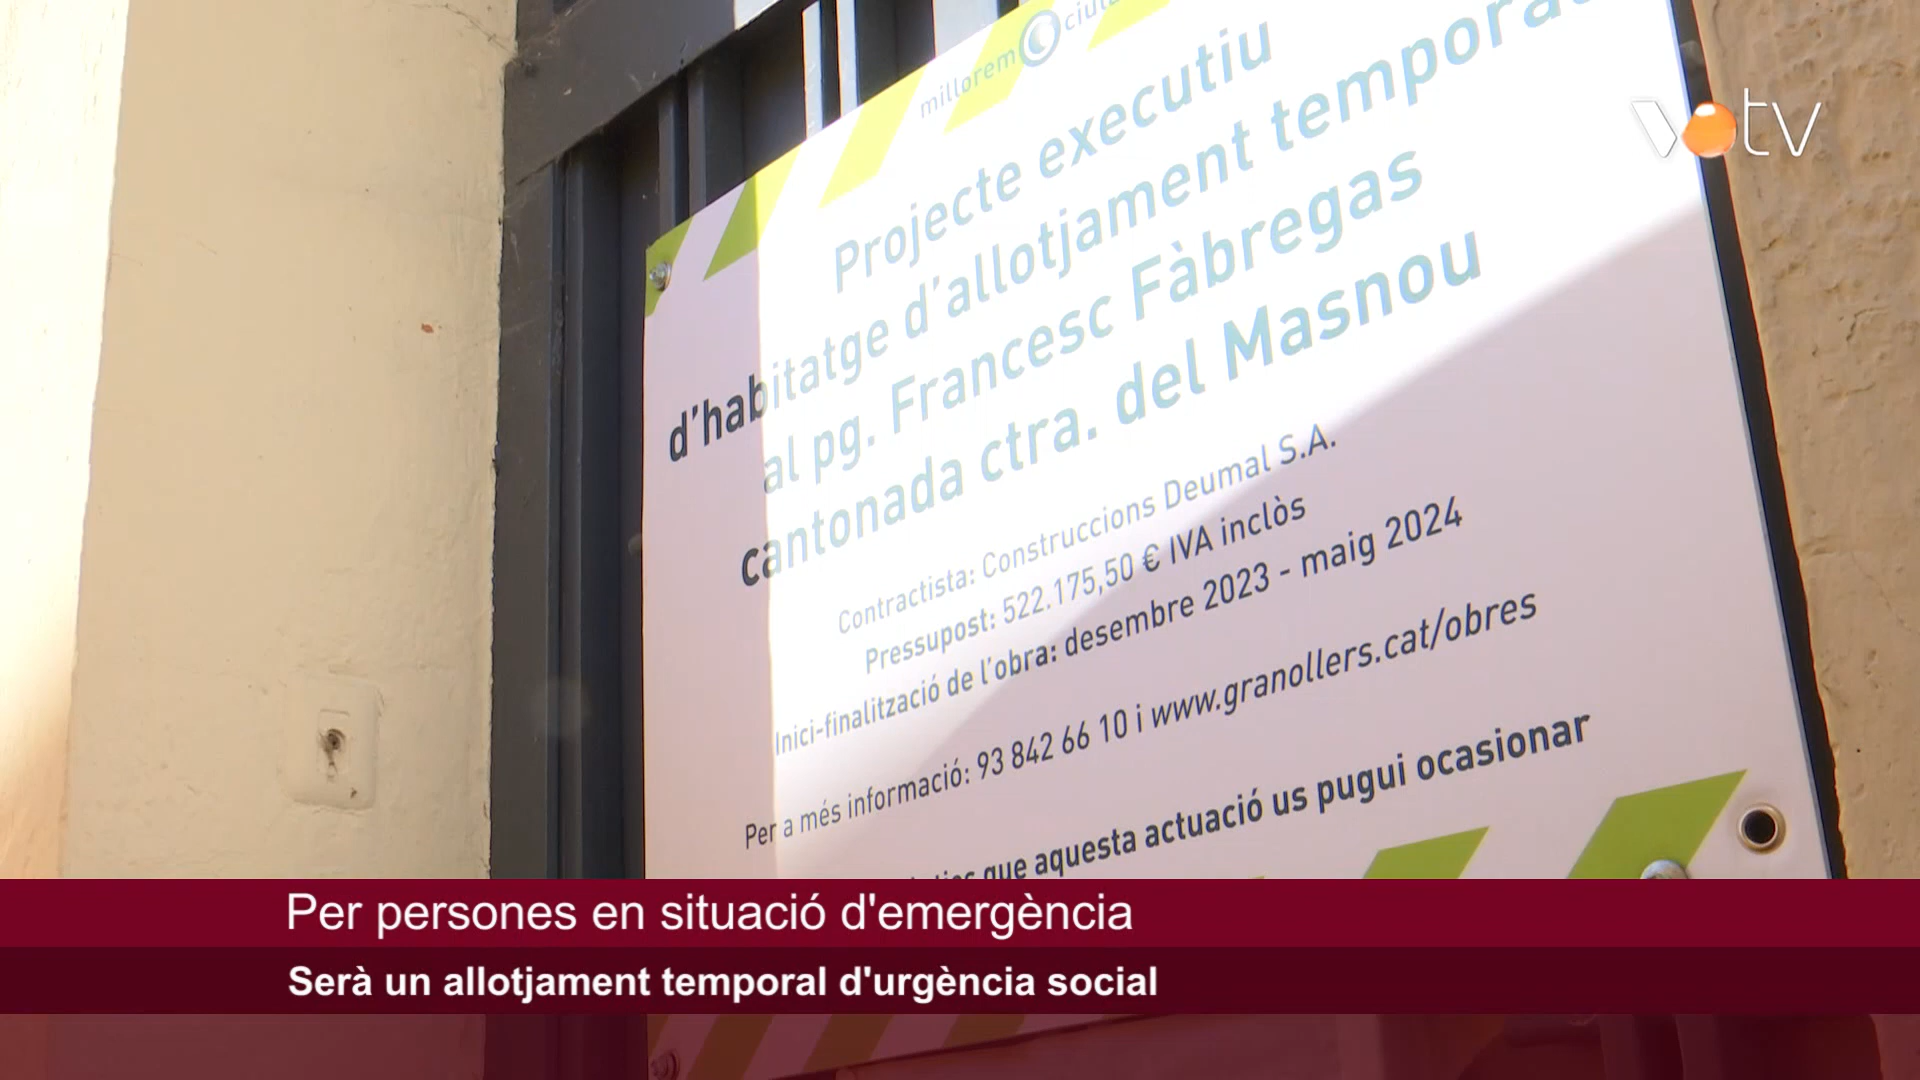 millorem
votv
Projecte executiu
d'habitatge d'allotjament temporal
al pg. Francesc Fàbregas
cantonada ctra. del Masnou
Contractista: Construccions Deumal S.A.
Pressupost: 522.175,50 € IVA inclòs
Inici-finalització de l'obra: desembre 2023 - maig 2024
Per a més informació: 93 842 66 10 i www.granollers.cat/obres
que aquesta actuació us pugui ocasionar
Per persones en situació d'emergència
Serà un allotjament temporal d'urgència social